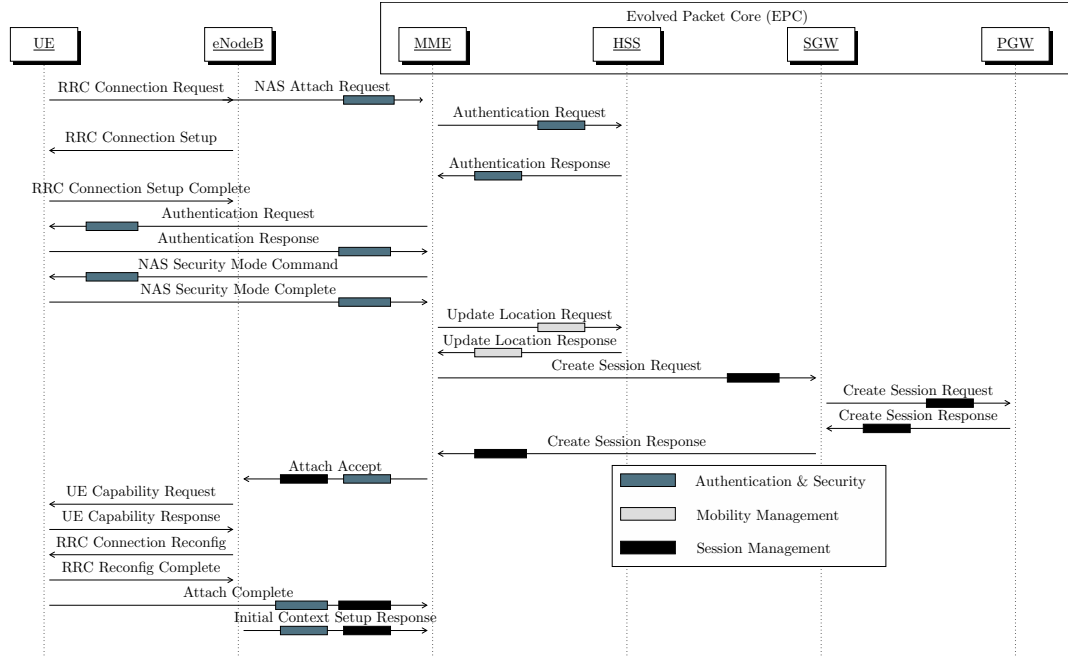 Evolved Packet Core (EPC)
UE
eNodeB
MME
HSS
SGW
PGW
RRC Connection Request
NAS Attach Request
Authentication Request
RRC Connection Setup
Authentication Response
RRC Connection Setup Complete
Authentication Request
Authentication Response
NAS Security Mode Command
NAS Security Mode Complete
Update Location Request
Update Location Response
Create Session Request
Create Session Request
Create Session Response
Create Session Response
Attach Accept
Authentication & Security
UE Capability Request
UE Capability Response
Mobility Management
RRC Connection Reconfig
Session Management
RRC Reconfig Complete
Attach Complete
Initial Context Setup Response